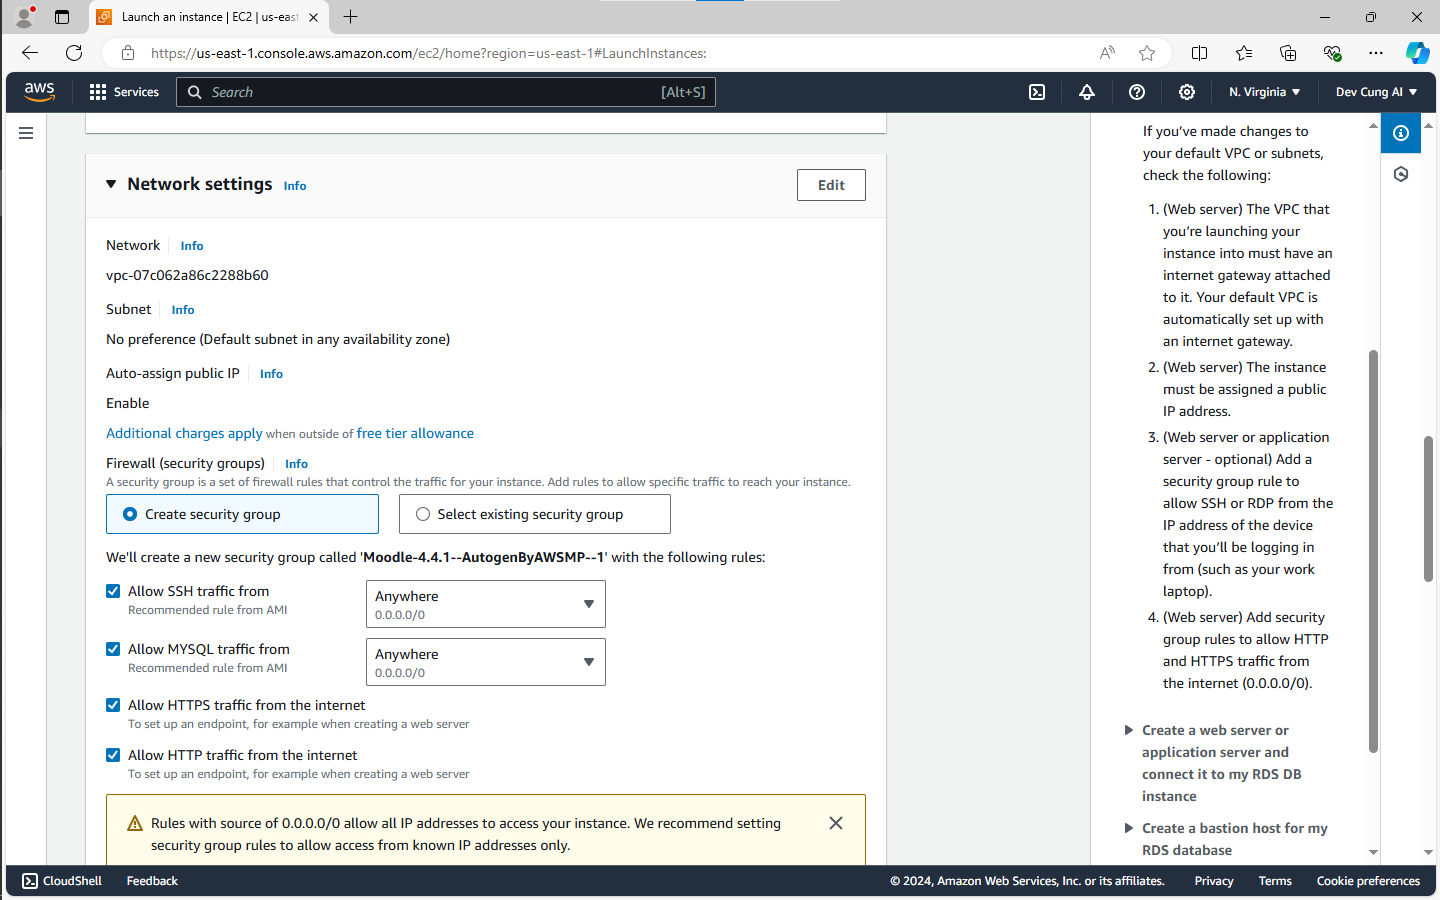 Launch an instance | EC2 | us-east
https://us-east-1.console.aws.amazon.com/ec2/home?region=us-east-1#LaunchInstances:
aws
Services
Search
[Alt+S]
N. Virginia
Dev Cung AI
Network settings
Info
Edit
Network
Info
vpc-07c062a86c2288b60
Subnet
Info
No preference (Default subnet in any availability zone)
Auto-assign public IP
Info
Enable
Additional charges apply when outside of free tier allowance
Firewall (security groups)
Info
A security group is a set of firewall rules that control the traffic for your instance. Add rules to allow specific traffic to reach your instance.
Create security group
Select existing security group
We'll create a new security group called 'Moodle-4.4.1--AutogenByAWSMP--1' with the following rules:
Allow SSH traffic from
Recommended rule from AMI
Anywhere
0.0.0.0/0
Allow MYSQL traffic from
Recommended rule from AMI
Anywhere
0.0.0.0/0
Allow HTTPS traffic from the internet
To set up an endpoint, for example when creating a web server
Allow HTTP traffic from the internet
To set up an endpoint, for example when creating a web server
Rules with source of 0.0.0.0/0 allow all IP addresses to access your instance. We recommend setting
security group rules to allow access from known IP addresses only.
If you've made changes to
your default VPC or subnets,
check the following:
1. (Web server) The VPC that
you're launching your
instance into must have an
internet gateway attached
to it. Your default VPC is
automatically set up with
an internet gateway.
2. (Web server) The instance
must be assigned a public
IP address.
3. (Web server or application
server - optional) Add a
security group rule to
allow SSH or RDP from the
IP address of the device
that you'll be logging in
from (such as your work
laptop).
4. (Web server) Add security
group rules to allow HTTP
and HTTPS traffic from
the internet (0.0.0.0/0).
Create a web server or
application server and
connect it to my RDS DB
instance
Create a bastion host for my
RDS database
CloudShell
Feedback
© 2024, Amazon Web Services, Inc. or its affiliates.
Privacy
Terms
Cookie preferences